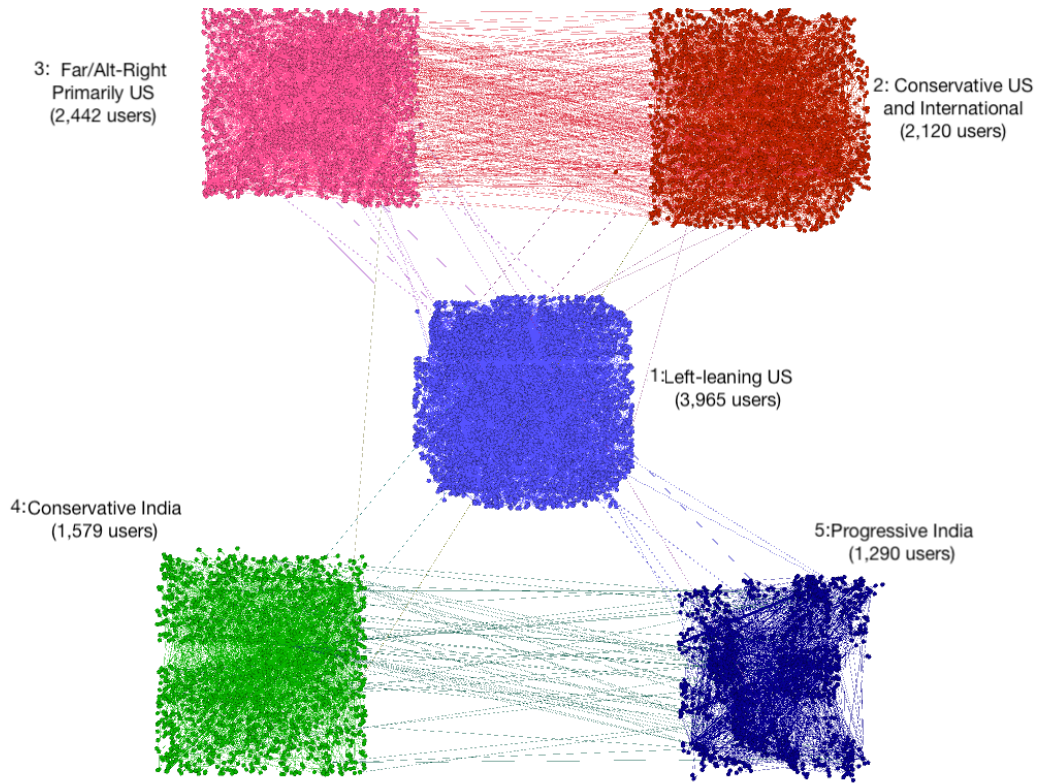 3: Far/Alt-Right
Primarily US
(2,442 users)
2: Conservative US
and International
(2,120 users)
1:Left-leaning US
(3,965 users)
4:Conservative India
(1,579 users)
5:Progressive India
(1,290 users)